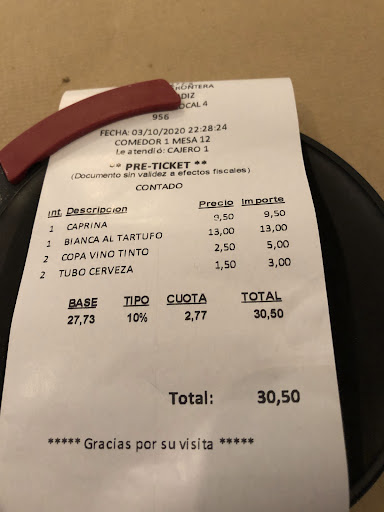 HONTERA
DIZ
OCAL 4
956
FECHA: 03/10/2020 22:28:24
COMEDOR 1 MESA 12
Le atendió: CAJERO 1
** PRE-TICKET **
(Documento sin validez a efectos fiscales)
CONTADO
Int. Descripcion Precio Importe
1 CAPRINA 9,50 9,50
1 BIANCA AL TARTUFO 13,00 13,00
2 COPA VINO TINTO 2,50 5,00
2 TUBO CERVEZA 1,50 3,00
BASE TIPO CUOTA TOTAL
27,73 10% 2,77 30,50
Total: 30,50
***** Gracias por su visita *****